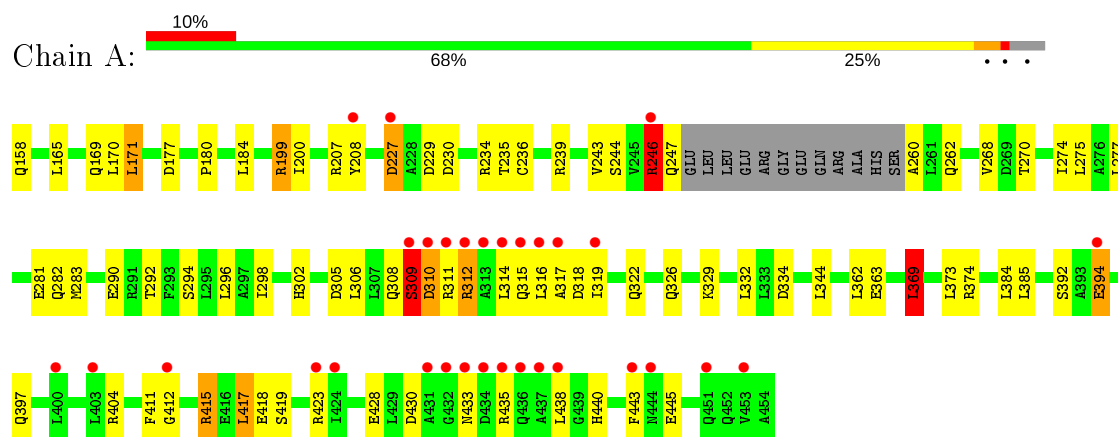 10%
Chain A:
68% 25% • • •
Q158 L165 Q169 L170 L171 D177 P180 L184 R199 I200 R207 Y208 D227 A228 D229 D230 R234 T235 C236 R239 V243 S244 V245 R246 Q247 GLU LEU LEU GLU ARG GLY GLU GLN ARG ALA HIS SER A260 L261 Q262 V268 D269 T270 I274 L275 A276 L277
E281 Q282 M283 E290 R291 T292 F293 S294 L295 L296 A297 I298 H302 D305 L306 L307 Q308 S309 D310 R311 R312 A313 L314 Q315 L316 A317 D318 I319 Q322 Q326 K329 L332 L333 D334 L344 L362 E363 L369 L373 R374 L384 L385 S392 A393 E394
Q397 L400 L403 R404 F411 G412 R415 E416 L417 E418 S419 R423 I424 E428 L429 D430 A431 G432 N433 D434 R435 Q436 A437 L438 G439 H440 F443 N444 E445 Q451 Q452 V453 A454